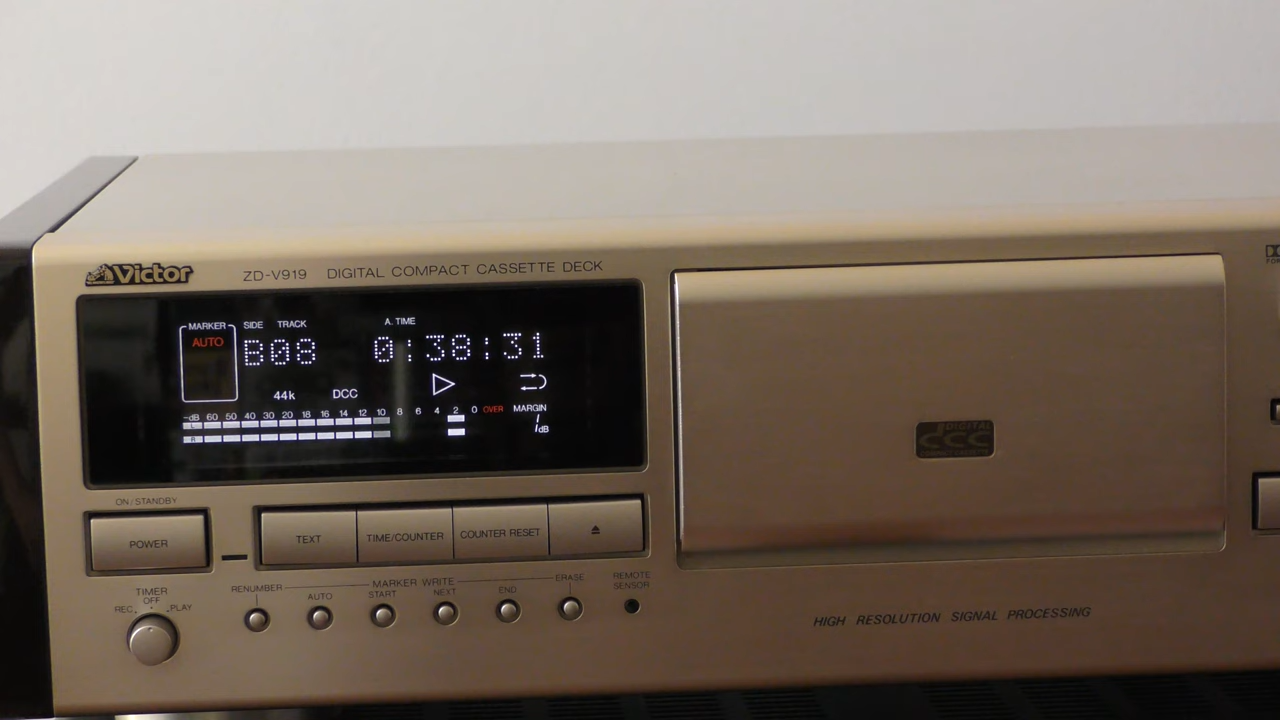 Victor ZD-V919 DIGITAL COMPACT CASSETTE DECK
MARKER SIDE TRACK A. TIME
AUTO
B08 0:38:31
44k DCC
-dB 60 50 40 30 20 18 16 14 12 10 8 6 4 2 0 OVER MARGIN
L
R
1dB
ON/STANDBY
POWER
TEXT TIME/COUNTER COUNTER RESET
TIMER
OFF
REC PLAY
RENUMBER MARKER WRITE ERASE
AUTO START NEXT END
REMOTE
SENSOR
DIGITAL
dcc
HIGH RESOLUTION SIGNAL PROCESSING